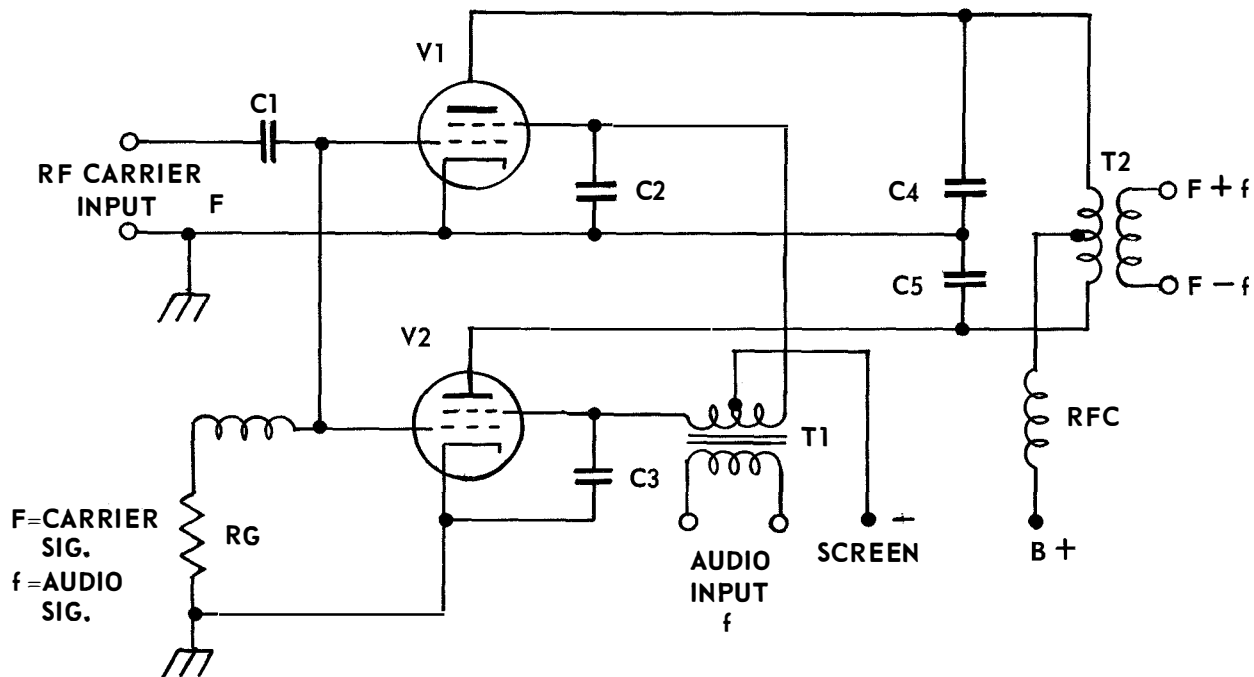 V1
C1
RF CARRIER
INPUT F
C2
C4
T2
F + f
F – f
C5
V2
RFC
T1
C3
RG
F=CARRIER
SIG.
f=AUDIO
SIG.
AUDIO
INPUT
f
SCREEN
B +